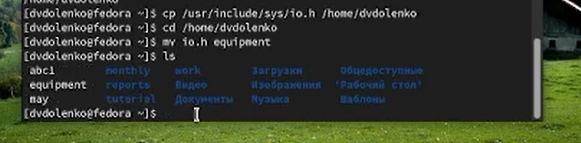 [dvdolenko@fedora ~]$ cp /usr/include/sys/io.h /home/dvdolenko
[dvdolenko@fedora ~]$ cd /home/dvdolenko
[dvdolenko@fedora ~]$ mv io.h equipment
[dvdolenko@fedora ~]$ ls
abc1 monthly work Загрузки Общедоступные
equipment reports Видео Изображения 'Рабочий стол'
may tutorial Документы Музыка Шаблоны
[dvdolenko@fedora ~]$